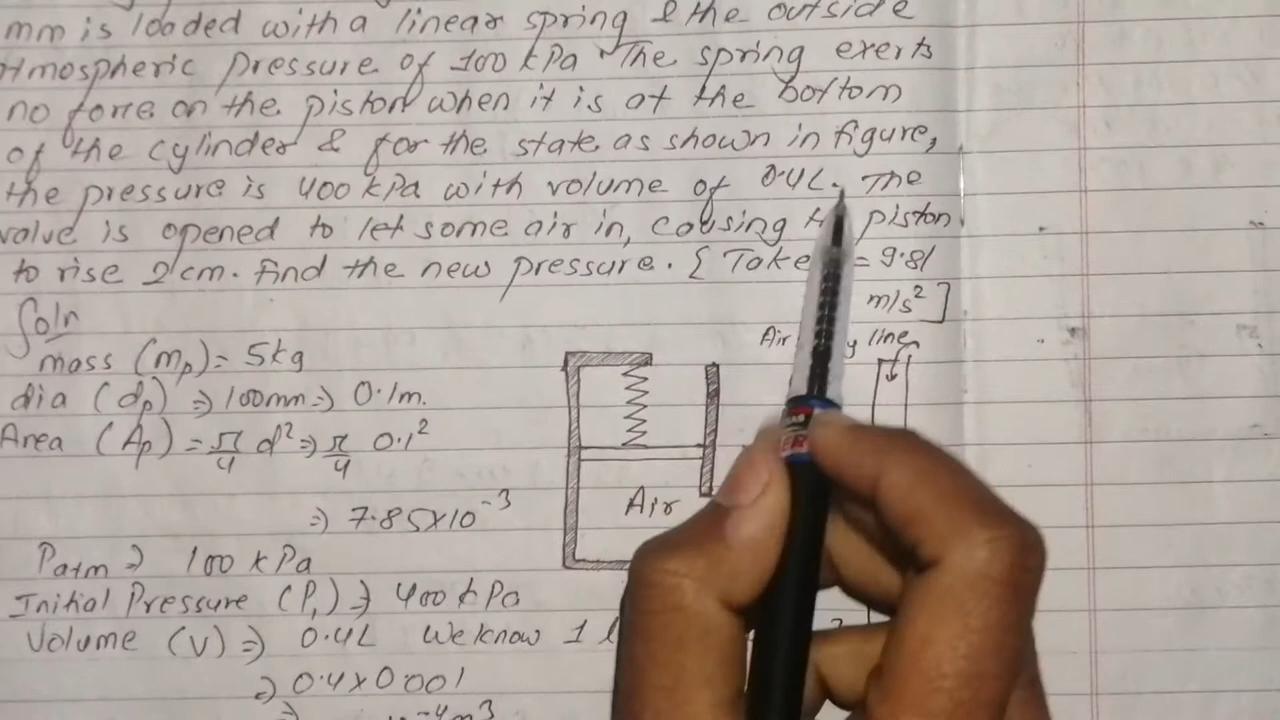 mm is loaded with a linear spring & the outside
atmospheric pressure of 100 kPa The spring exerts
no force on the piston when it is at the bottom
of the cylinder & for the state as shown in figure,
the pressure is 400 kPa with volume of 0.4L. The
valve is opened to let some air in, causing piston
to rise 2 cm. Find the new pressure. [ Take = 9.81
m/s² ]
Soln
mass (mp) = 5kg
Air line
dia (dp) ⇒ 100mm ⇒ 0.1m.
Area (Ap) = π/4 d² ⇒ π/4 0.1²
Air
⇒ 7.85×10⁻³
Patm ⇒ 100 kPa
Initial Pressure (P₁) ⇒ 400 kPa
Volume (V) ⇒ 0.4L We know 1
⇒ 0.4×0.001